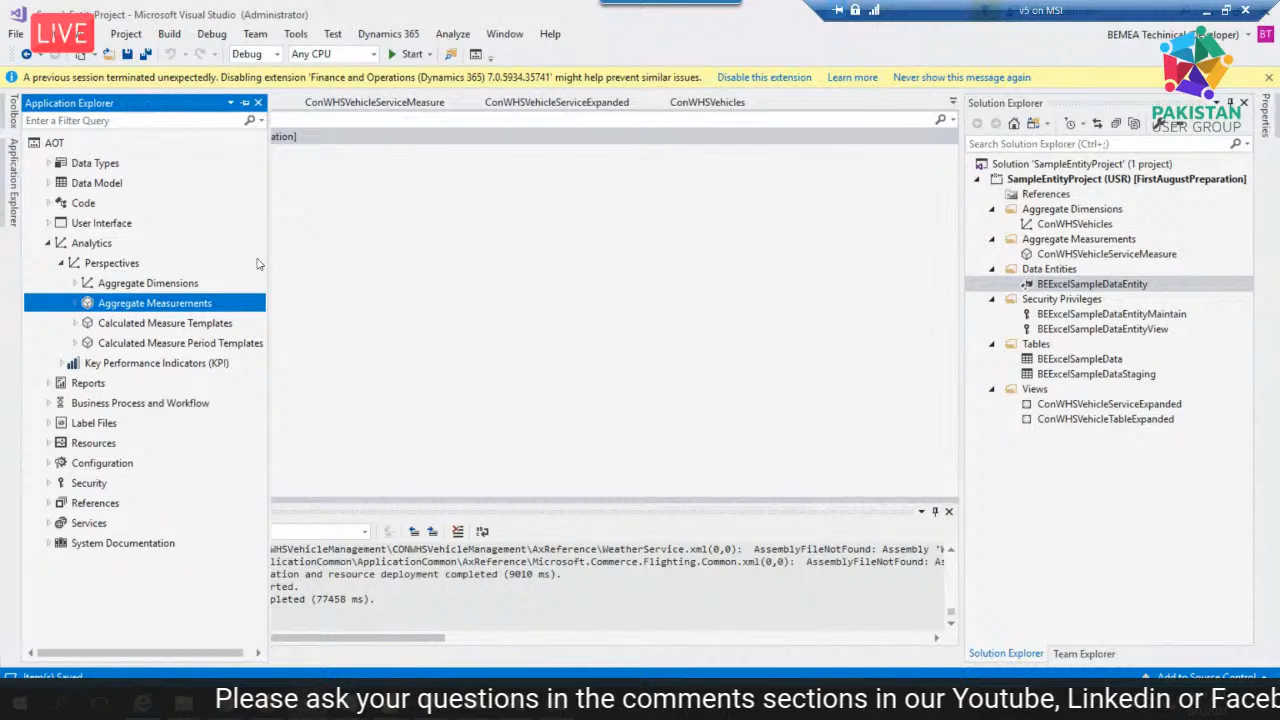 SampleEntityProject - Microsoft Visual Studio (Administrator)
v5 on MSI
LIVE
File
Project
Build
Debug
Team
Tools
Test
Dynamics 365
Analyze
Window
Help
BEMEA Techinical (Developer)
BT
Debug
Any CPU
Start
A previous session terminated unexpectedly. Disabling extension 'Finance and Operations (Dynamics 365) 7.0.5934.35741' might help prevent similar issues.
Disable this extension
Learn more
Never show this message again
PAKISTAN
USER GROUP
Toolbox
Application Explorer
Properties
Application Explorer
Enter a Filter Query
AOT
Data Types
Data Model
Code
User Interface
Analytics
Perspectives
Aggregate Dimensions
Aggregate Measurements
Calculated Measure Templates
Calculated Measure Period Templates
Key Performance Indicators (KPI)
Reports
Business Process and Workflow
Label Files
Resources
Configuration
Security
References
Services
System Documentation
ConWHSVehicleServiceMeasure
ConWHSVehicleServiceExpanded
ConWHSVehicles
ation]
WHSVehicleManagement\CONWHSVehicleManagement\AxReference\WeatherService.xml(0,0): AssemblyFileNotFound: Assembly
licationCommon\ApplicationCommon\AxReference\Microsoft.Commerce.Flighting.Common.xml(0,0): AssemblyFileNotFound: As
ation and resource deployment completed (9010 ms).
rted.
pleted (77458 ms).
Solution Explorer
Search Solution Explorer (Ctrl+;)
Solution 'SampleEntityProject' (1 project)
SampleEntityProject (USR) [FirstAugustPreparation]
References
Aggregate Dimensions
ConWHSVehicles
Aggregate Measurements
ConWHSVehicleServiceMeasure
Data Entities
BEExcelSampleDataEntity
Security Privileges
BEExcelSampleDataEntityMaintain
BEExcelSampleDataEntityView
Tables
BEExcelSampleData
BEExcelSampleDataStaging
Views
ConWHSVehicleServiceExpanded
ConWHSVehicleTableExpanded
Solution Explorer
Team Explorer
Item(s) Saved
Add to Source Control
Please ask your questions in the comments sections in our Youtube, Linkedin or Faceb